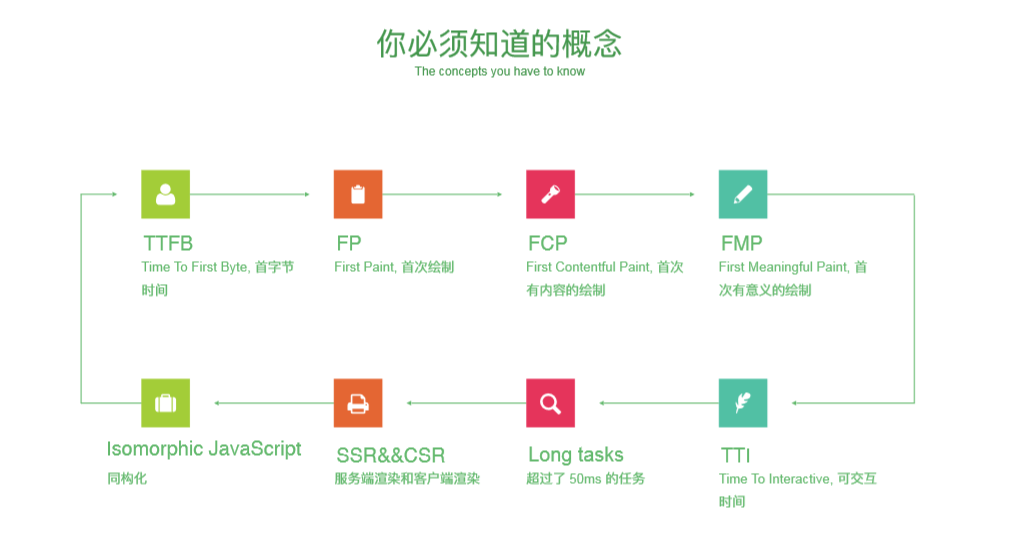 你必须知道的概念
The concepts you have to know
TTFB
Time To First Byte, 首字节
时间
FP
First Paint, 首次绘制
FCP
First Contentful Paint, 首次
有内容的绘制
FMP
First Meaningful Paint, 首
次有意义的绘制
Isomorphic JavaScript
同构化
SSR&&CSR
服务端渲染和客户端渲染
Long tasks
超过了 50ms 的任务
TTI
Time To Interactive, 可交互
时间